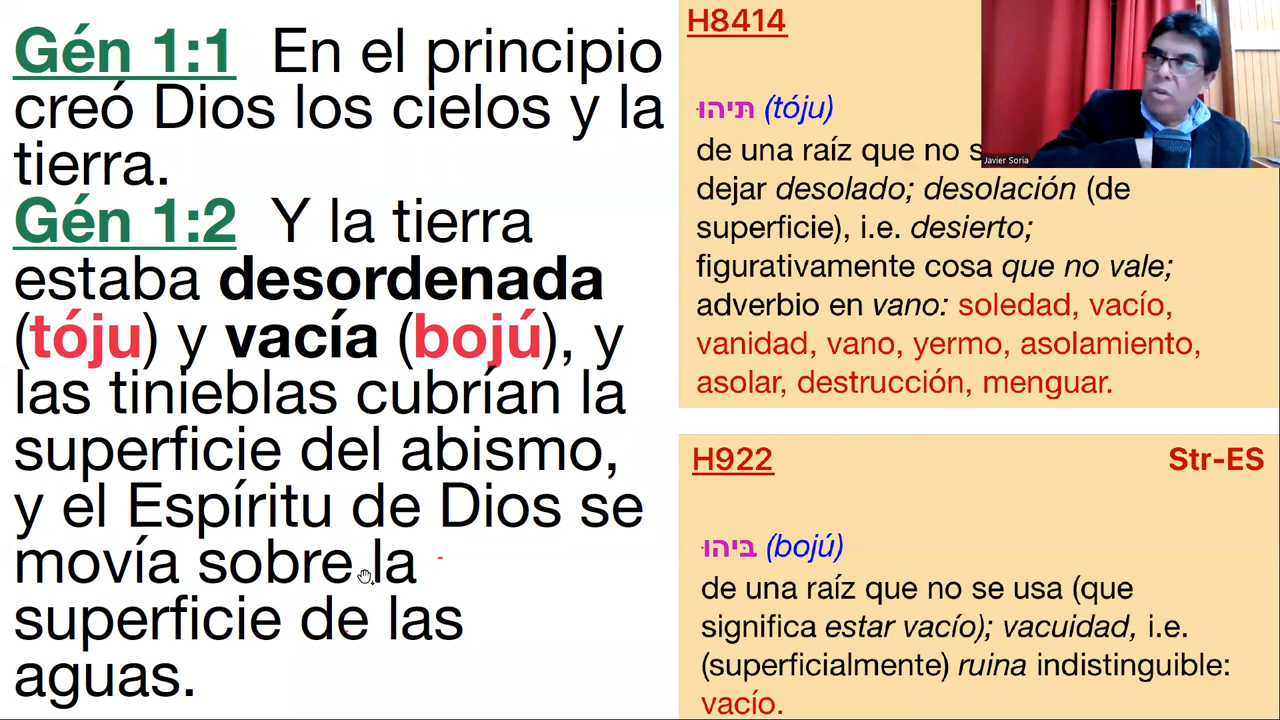 Gén 1:1 En el principio
creó Dios los cielos y la
tierra.
Gén 1:2 Y la tierra
estaba desordenada
(tóju) y vacía (bojú), y
las tinieblas cubrían la
superficie del abismo,
y el Espíritu de Dios se
movía sobre la
superficie de las
aguas.
H8414
תּיהוּ (tóju)
de una raíz que no s
dejar desolado; desolación (de
superficie), i.e. desierto;
figurativamente cosa que no vale;
adverbio en vano: soledad, vacío,
vanidad, vano, yermo, asolamiento,
asolar, destrucción, menguar.
Javier Soria
H922 Str-ES
בּיהוּ (bojú)
de una raíz que no se usa (que
significa estar vacío); vacuidad, i.e.
(superficialmente) ruina indistinguible:
vacío.